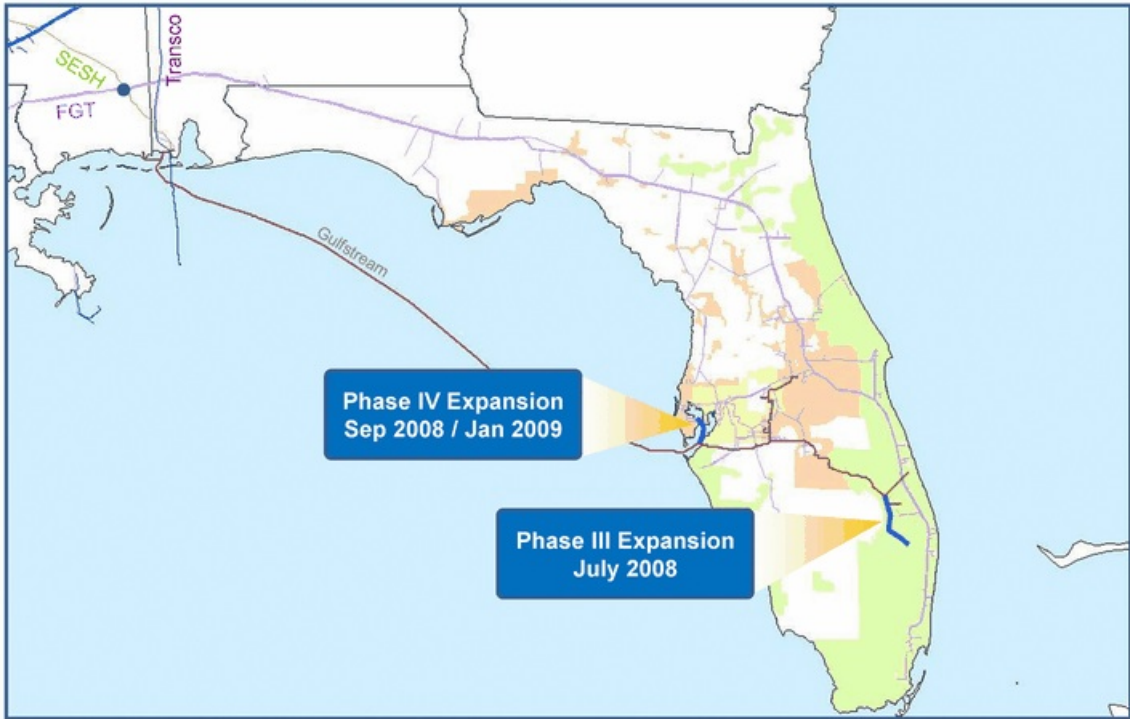 SESH
Transco
FGT
Gulfstream
Phase IV Expansion
Sep 2008 / Jan 2009
Phase III Expansion
July 2008